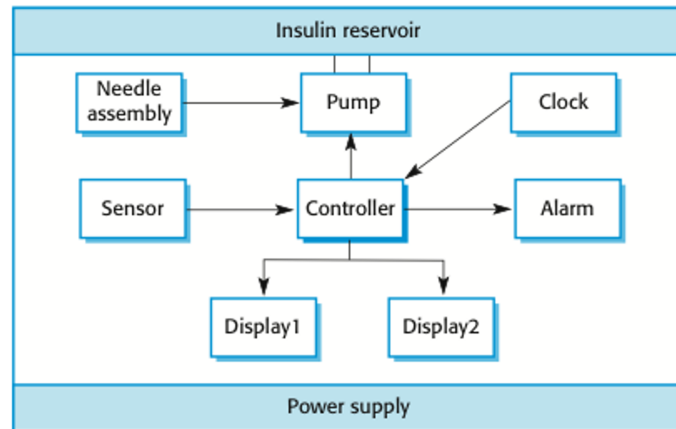 Insulin reservoir
Needle
assembly
Pump
Clock
Sensor
Controller
Alarm
Display1
Display2
Power supply